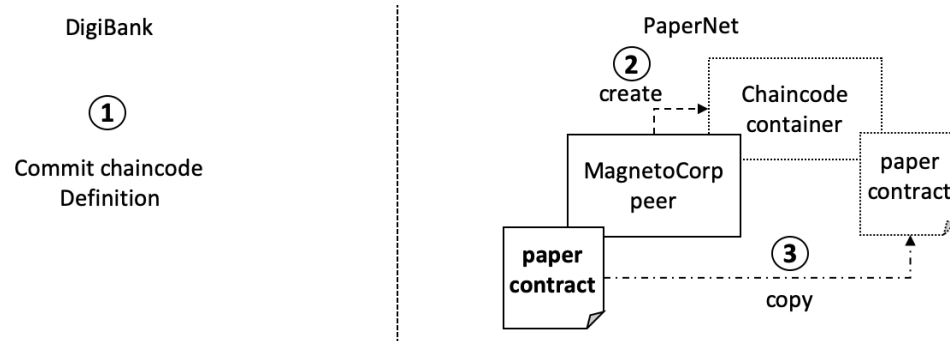 DigiBank
1
Commit chaincode
Definition
PaperNet
2
create
Chaincode
container
MagnetoCorp
peer
paper
contract
paper
contract
3
copy